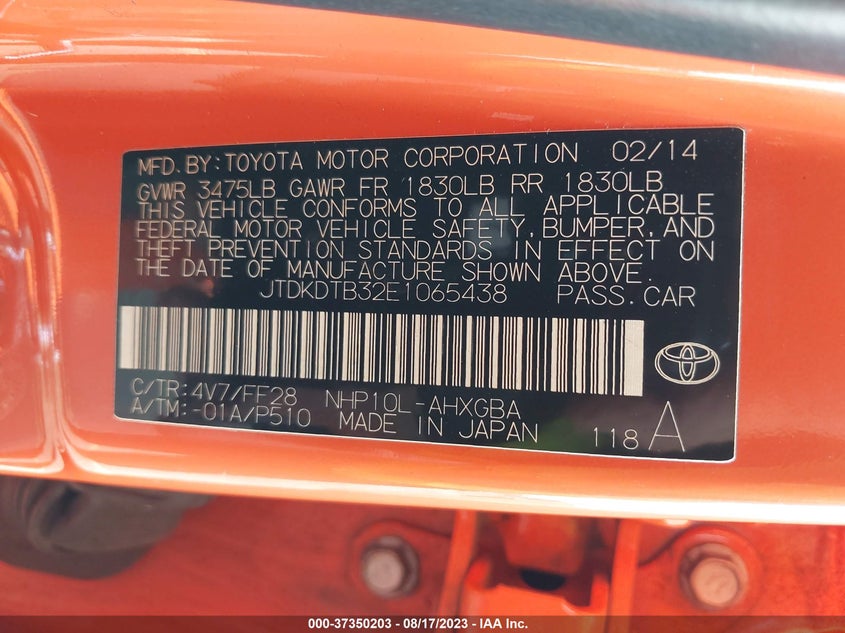 MFD.BY:TOYOTA MOTOR CORPORATION 02/14
GVWR 3475LB GAWR FR 1830LB RR 1830LB
THIS VEHICLE CONFORMS TO ALL APPLICABLE
FEDERAL MOTOR VEHICLE SAFETY,BUMPER,AND
THEFT PREVENTION STANDARDS IN EFFECT ON
THE DATE OF MANUFACTURE SHOWN ABOVE.
JTDKDTB32E1065438 PASS.CAR
C/TR:4V7/FF28 NHP10L-AHXGBA
A/TM:-01A/P510 MADE IN JAPAN
118 A
000-37350203 - 08/17/2023 - IAA Inc.